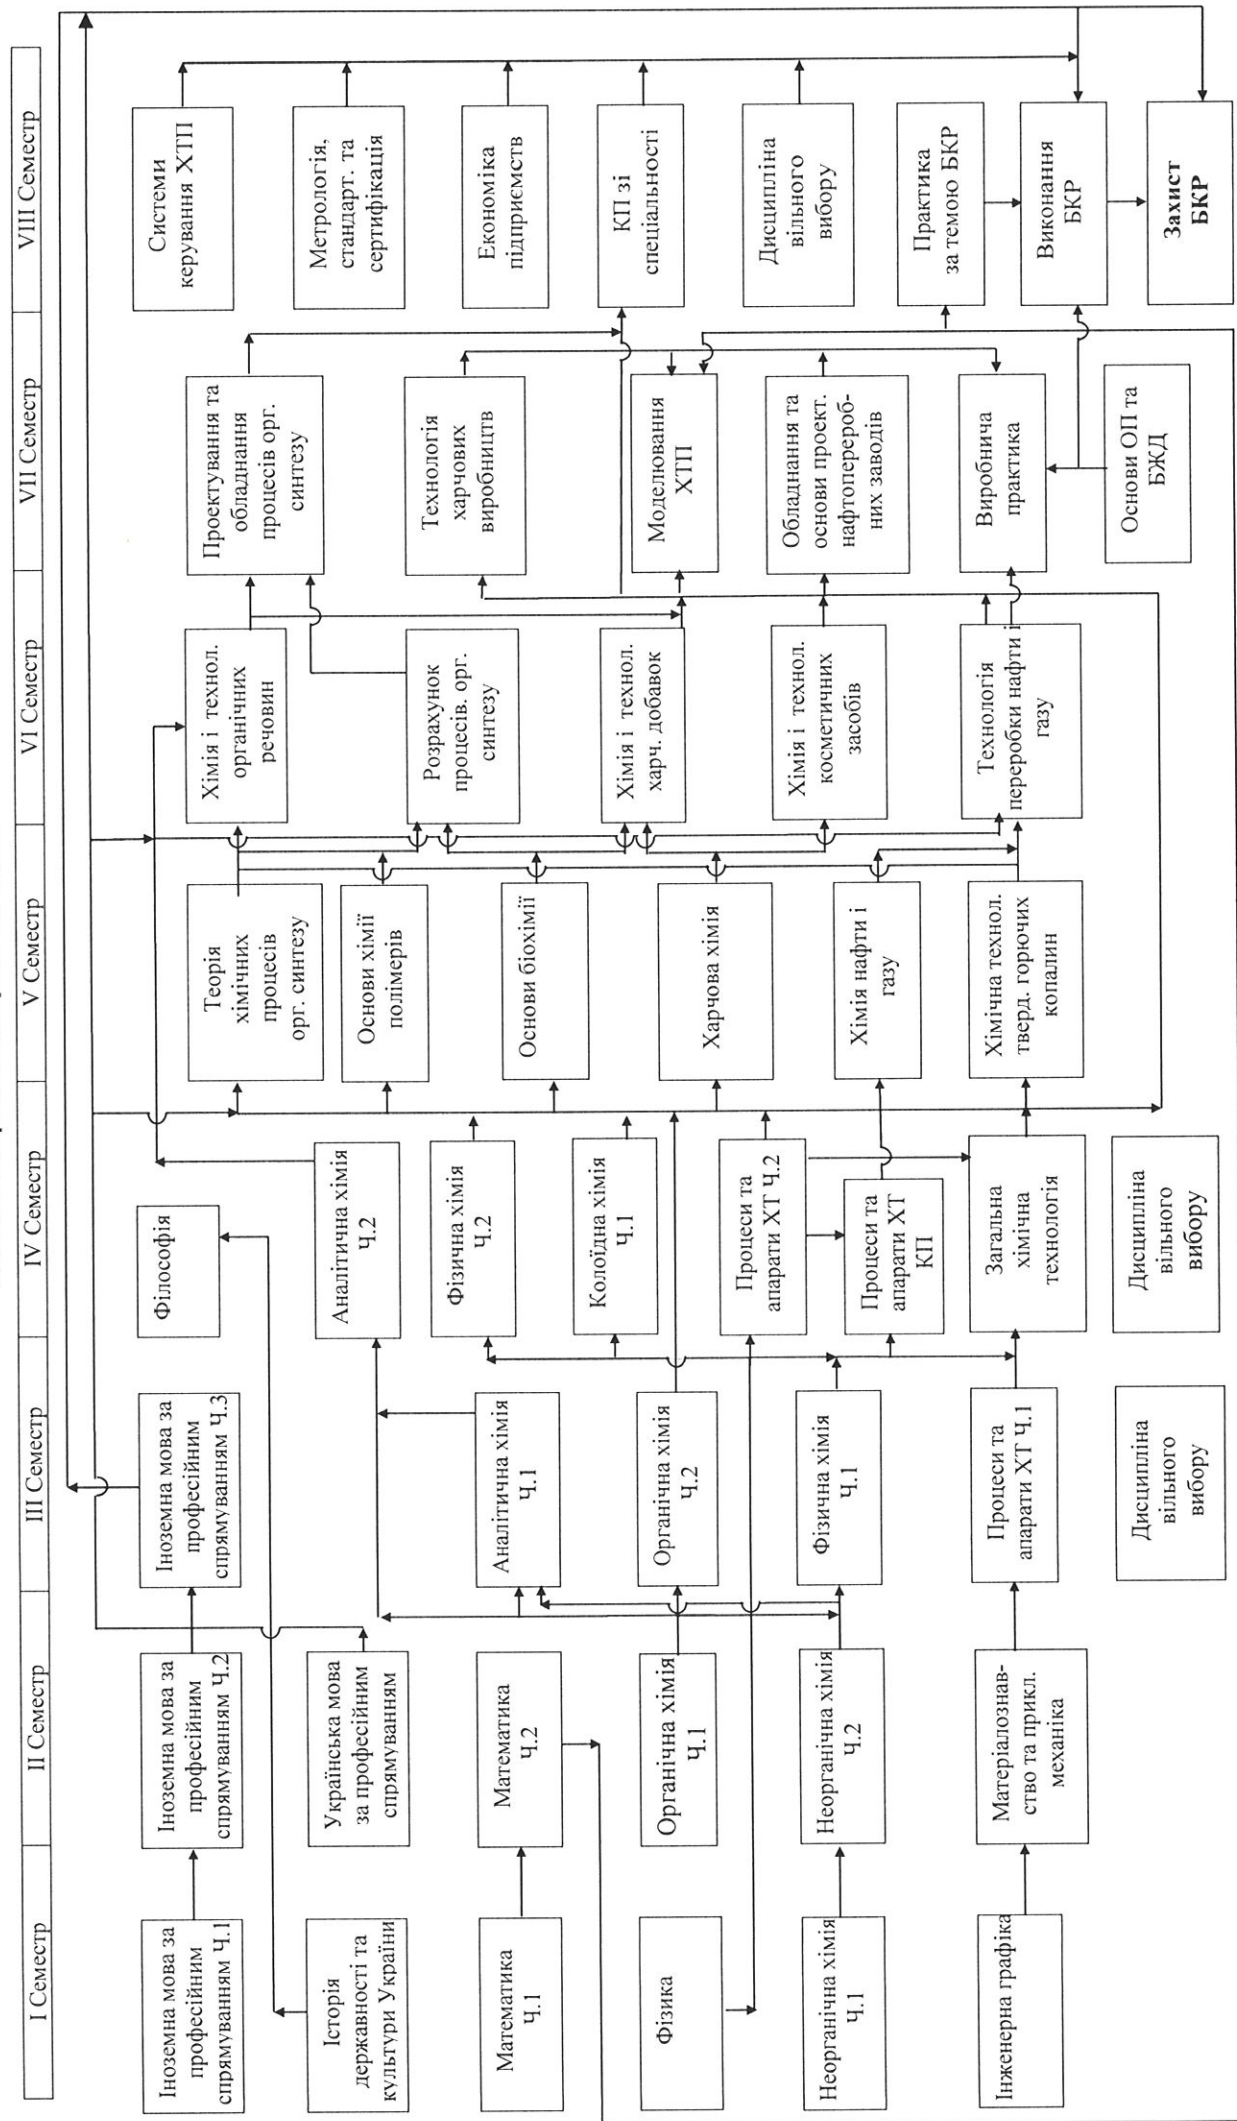 I Семестр
II Семестр
III Семестр
IV Семестр
V Семестр
VI Семестр
VII Семестр
VIII Семестр
Іноземна мова за
професійним
спрямуванням Ч.1
Історія
державності та
культури України
Математика
Ч.1
Фізика
Неорганічна хімія
Ч.1
Інженерна графіка
Іноземна мова за
професійним
спрямуванням Ч.2
Українська мова
за професійним
спрямуванням
Математика
Ч.2
Органічна хімія
Ч.1
Неорганічна хімія
Ч.2
Матеріалознав-
ство та прикл.
механіка
Іноземна мова за
професійним
спрямуванням Ч.3
Аналітична хімія
Ч.1
Органічна хімія
Ч.2
Фізична хімія
Ч.1
Процеси та
апарати ХТ Ч.1
Дисципліна
вільного
вибору
Філософія
Аналітична хімія
Ч.2
Фізична хімія
Ч.2
Колоїдна хімія
Ч.1
Процеси та
апарати ХТ Ч.2
Процеси та
апарати ХТ
КП
Загальна
хімічна
технологія
Дисципліна
вільного
вибору
Теорія
хімічних
процесів
орг. синтезу
Основи хімії
полімерів
Основи біохімії
Харчова хімія
Хімія нафти і
газу
Хімічна технол.
тверд. горючих
копалин
Хімія і технол.
органічних
речовин
Розрахунок
процесів. орг.
синтезу
Хімія і технол.
харч. добавок
Хімія і технол.
косметичних
засобів
Технологія
переробки нафти і
газу
Проектування та
обладнання
процесів орг.
синтезу
Технологія
харчових
виробництв
Моделювання
ХТП
Обладнання та
основи проект.
нафтоперероб-
них заводів
Виробнича
практика
Основи ОП та
БЖД
Системи
керування ХТП
Метрологія,
стандарт. та
сертифікація
Економіка
підприємств
КП зі
спеціальності
Дисципліна
вільного
вибору
Практика
за темою БКР
Виконання
БКР
Захист
БКР